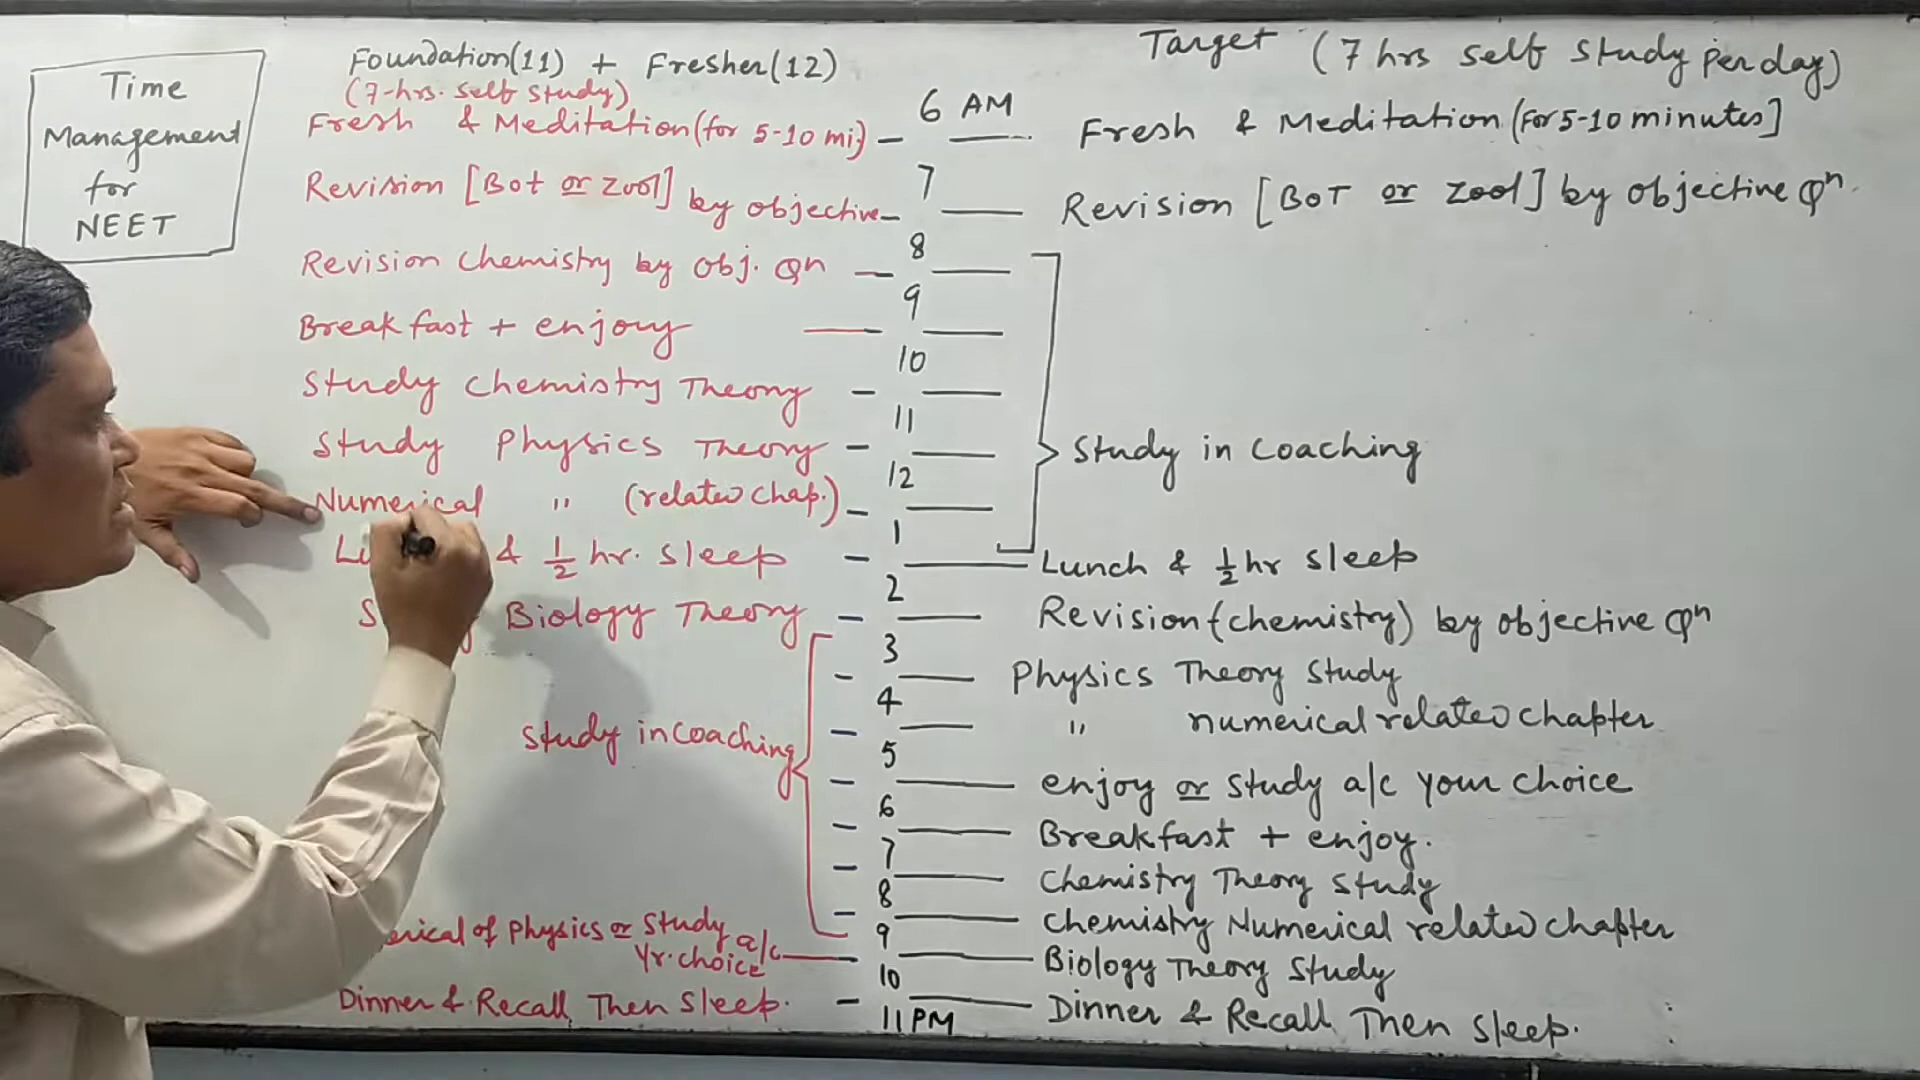 Time
Management
for
NEET
Foundation(11) + Fresher(12)
(7-hrs. self study)
Fresh & Meditation(for 5-10 mi)
Revision [Bot or Zool] by objective
Revision chemistry by obj. Qn
Breakfast + enjoy
Study chemistry Theory
Study Physics Theory
Numerical " (related chap.)
& 1/2 hr. sleep
Biology Theory
Study in coaching
of Physics or Study a/c
Yr. choice
Dinner & Recall Then Sleep.
6 AM
7
8
9
10
11
12
1
2
3
4
5
6
7
8
9
10
11 PM
Target (7 hrs self study per day)
Fresh & Meditation (for 5-10 minutes]
Revision [BOT or Zool] by objective Qn.
Study in coaching
Lunch & 1/2 hr sleep
Revision (chemistry) by objective Qn
Physics Theory Study
" numerical related chapter
enjoy or study a/c your choice
Breakfast + enjoy.
Chemistry Theory Study
Chemistry Numerical related chapter
Biology Theory Study
Dinner & Recall Then Sleep.